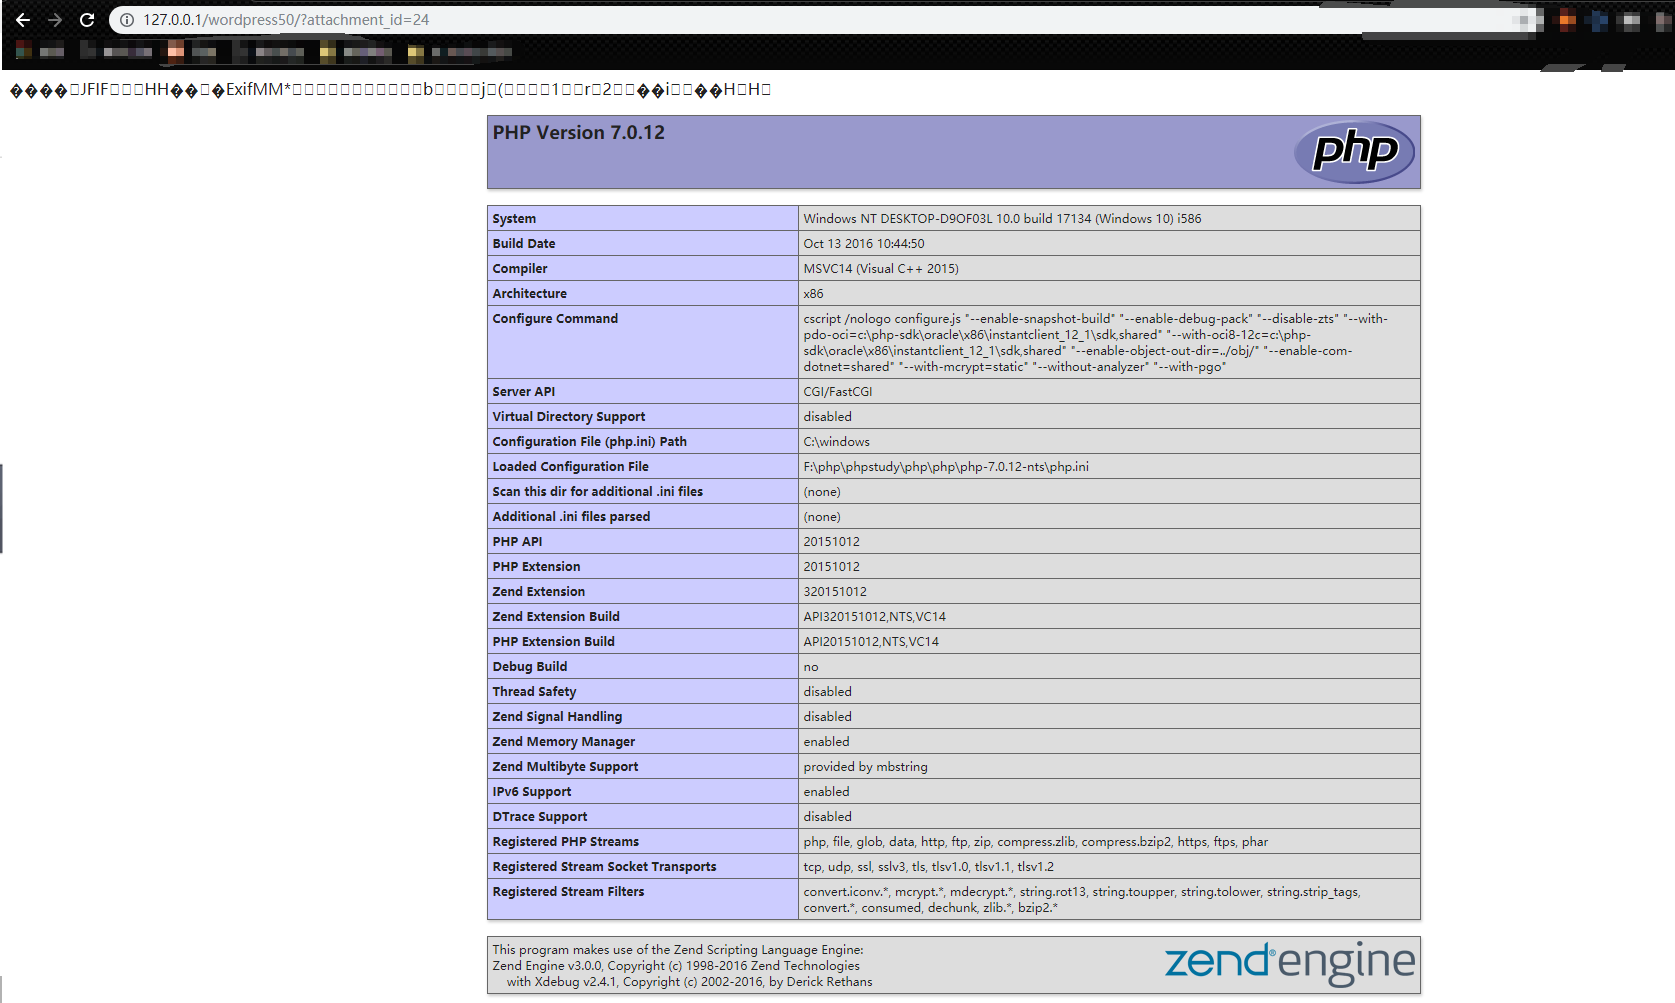 127.0.0.1/wordpress50/?attachment_id=24
����□JFIF□□□HH��□�ExifMM*□□□□□□□□□□□b□□□□j□(□□□□1□□r□2□□��i□□��H□H□
PHP Version 7.0.12
php
System Windows NT DESKTOP-D9OF03L 10.0 build 17134 (Windows 10) i586
Build Date Oct 13 2016 10:44:50
Compiler MSVC14 (Visual C++ 2015)
Architecture x86
Configure Command cscript /nologo configure.js "--enable-snapshot-build" "--enable-debug-pack" "--disable-zts" "--with-
pdo-oci=c:\php-sdk\oracle\x86\instantclient_12_1\sdk,shared" "--with-oci8-12c=c:\php-
sdk\oracle\x86\instantclient_12_1\sdk,shared" "--enable-object-out-dir=../obj/" "--enable-com-
dotnet=shared" "--with-mcrypt=static" "--without-analyzer" "--with-pgo"
Server API CGI/FastCGI
Virtual Directory Support disabled
Configuration File (php.ini) Path C:\windows
Loaded Configuration File F:\php\phpstudy\php\php\php-7.0.12-nts\php.ini
Scan this dir for additional .ini files (none)
Additional .ini files parsed (none)
PHP API 20151012
PHP Extension 20151012
Zend Extension 320151012
Zend Extension Build API320151012,NTS,VC14
PHP Extension Build API20151012,NTS,VC14
Debug Build no
Thread Safety disabled
Zend Signal Handling disabled
Zend Memory Manager enabled
Zend Multibyte Support provided by mbstring
IPv6 Support enabled
DTrace Support disabled
Registered PHP Streams php, file, glob, data, http, ftp, zip, compress.zlib, compress.bzip2, https, ftps, phar
Registered Stream Socket Transports tcp, udp, ssl, sslv3, tls, tlsv1.0, tlsv1.1, tlsv1.2
Registered Stream Filters convert.iconv.*, mcrypt.*, mdecrypt.*, string.rot13, string.toupper, string.tolower, string.strip_tags,
convert.*, consumed, dechunk, zlib.*, bzip2.*
This program makes use of the Zend Scripting Language Engine:
Zend Engine v3.0.0, Copyright (c) 1998-2016 Zend Technologies
with Xdebug v2.4.1, Copyright (c) 2002-2016, by Derick Rethans
zend engine